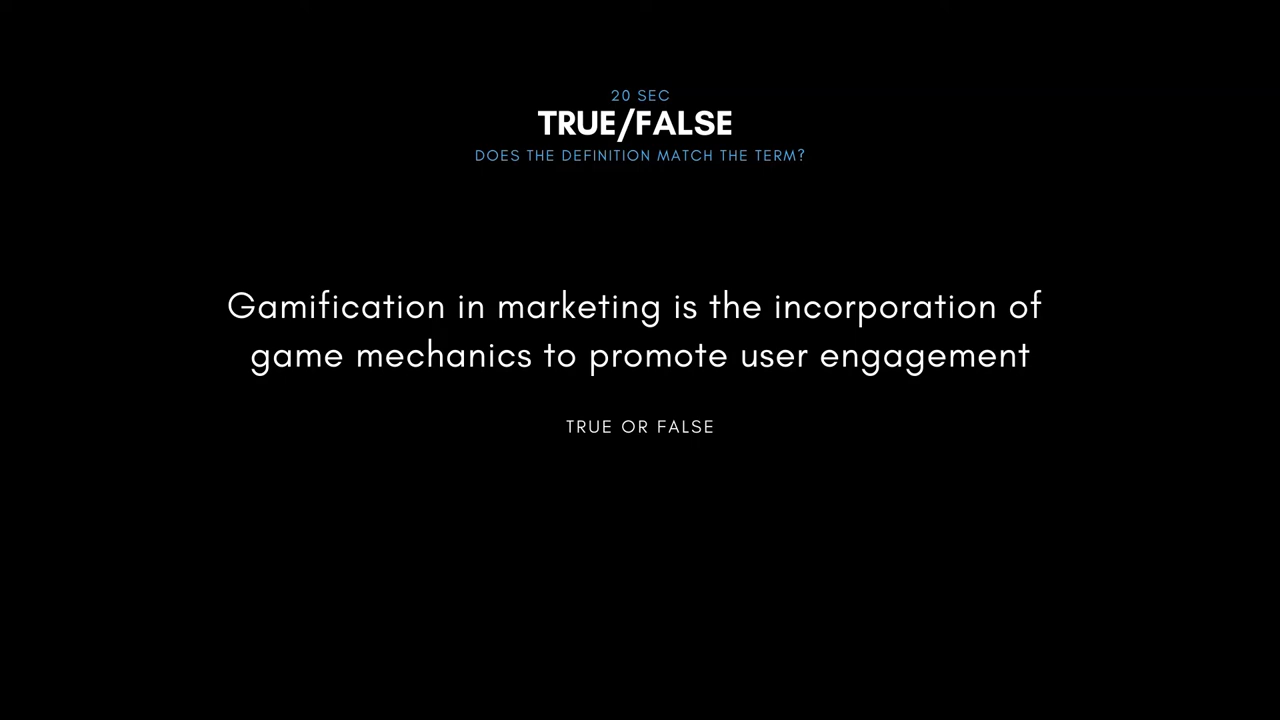 20 SEC
TRUE/FALSE
DOES THE DEFINITION MATCH THE TERM?
Gamification in marketing is the incorporation of
game mechanics to promote user engagement
TRUE OR FALSE